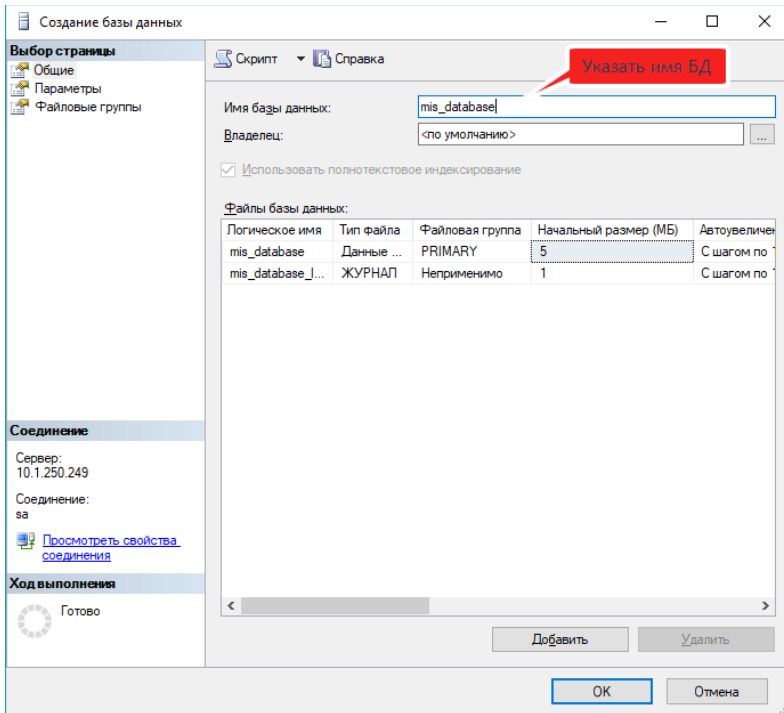 Создание базы данных
Выбор страницы
Общие
Параметры
Файловые группы
Скрипт
Справка
Указать имя БД
Имя базы данных:
mis_database
Владелец:
<по умолчанию>
...
Использовать полнотекстовое индексирование
Файлы базы данных:
Логическое имя Тип файла Файловая группа Начальный размер (МБ) Автоувеличен
mis_database Данные ... PRIMARY 5 С шагом по 1
mis_database_l... ЖУРНАЛ Неприменимо 1 С шагом по 1
Соединение
Сервер:
10.1.250.249
Соединение:
sa
Просмотреть свойства
соединения
Ход выполнения
Готово
Добавить
Удалить
OK
Отмена